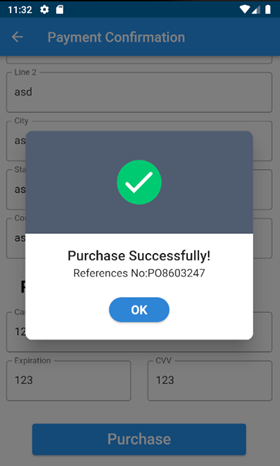 11:32
Payment Confirmation
Line 2
asd
City
as
Sta
as
Co
as
Ca
12
Purchase Successfully!
References No:PO8603247
OK
Expiration
CVV
123
123
Purchase